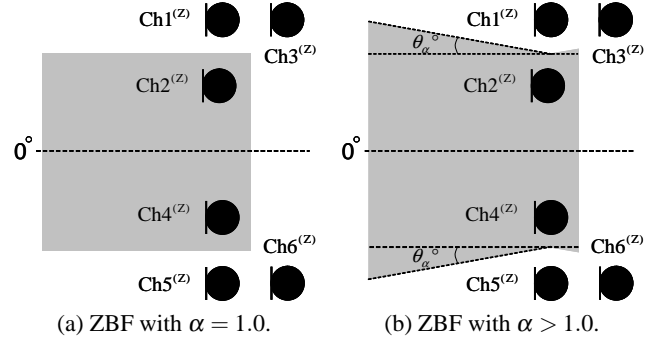 Ch1(Z)
Ch3(Z)
Ch2(Z)
0°
Ch4(Z)
Ch6(Z)
Ch5(Z)
(a) ZBF with α = 1.0.
Ch1(Z)
θα°
Ch3(Z)
Ch2(Z)
0°
Ch4(Z)
Ch6(Z)
θα°
Ch5(Z)
(b) ZBF with α > 1.0.